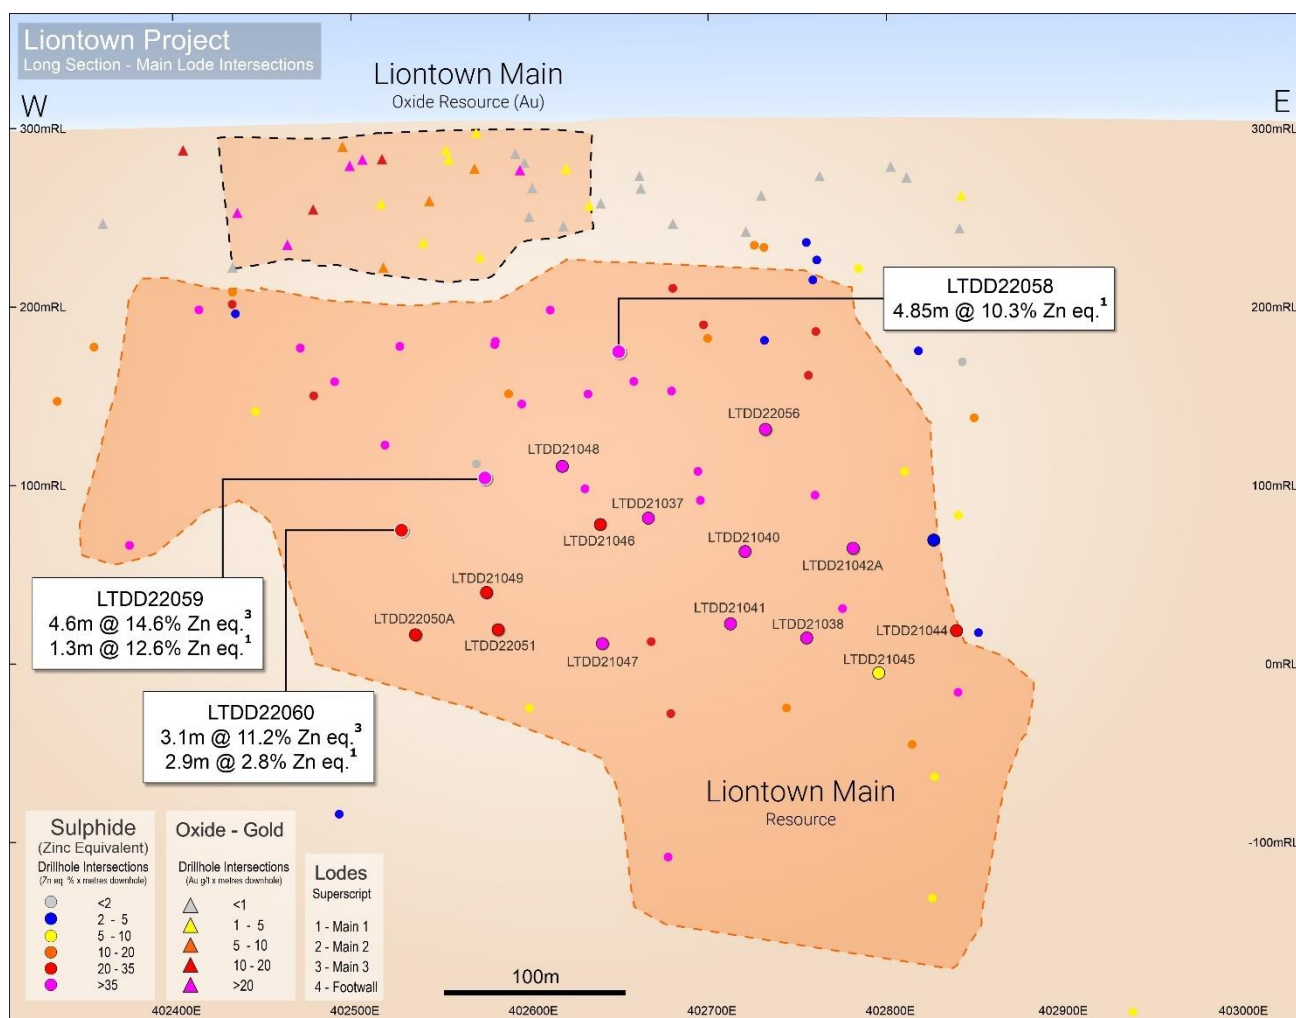 Liontown Project
Long Section - Main Lode Intersections
Liontown Main
Oxide Resource (Au)
W
E
300mRL
300mRL
LTDD22058
4.85m @ 10.3% Zn eq.¹
200mRL
200mRL
LTDD22056
LTDD21048
100mRL
100mRL
LTDD21037
LTDD21046
LTDD21040
LTDD21042A
LTDD22059
4.6m @ 14.6% Zn eq.³
1.3m @ 12.6% Zn eq.¹
LTDD21049
LTDD22050A
LTDD22051
LTDD21041
LTDD21038
LTDD21044
LTDD21047
LTDD21045
0mRL
0mRL
LTDD22060
3.1m @ 11.2% Zn eq.³
2.9m @ 2.8% Zn eq.¹
Liontown Main
Resource
-100mRL
Sulphide
(Zinc Equivalent)
Drillhole Intersections
(Zn eq. % x metres downhole)
<2
2 - 5
5 - 10
10 - 20
20 - 35
>35
Oxide - Gold
Drillhole Intersections
(Au g/t x metres downhole)
<1
1 - 5
5 - 10
10 - 20
>20
Lodes
Superscript
1 - Main 1
2 - Main 2
3 - Main 3
4 - Footwall
100m
402400E
402500E
402600E
402700E
402800E
402900E
403000E